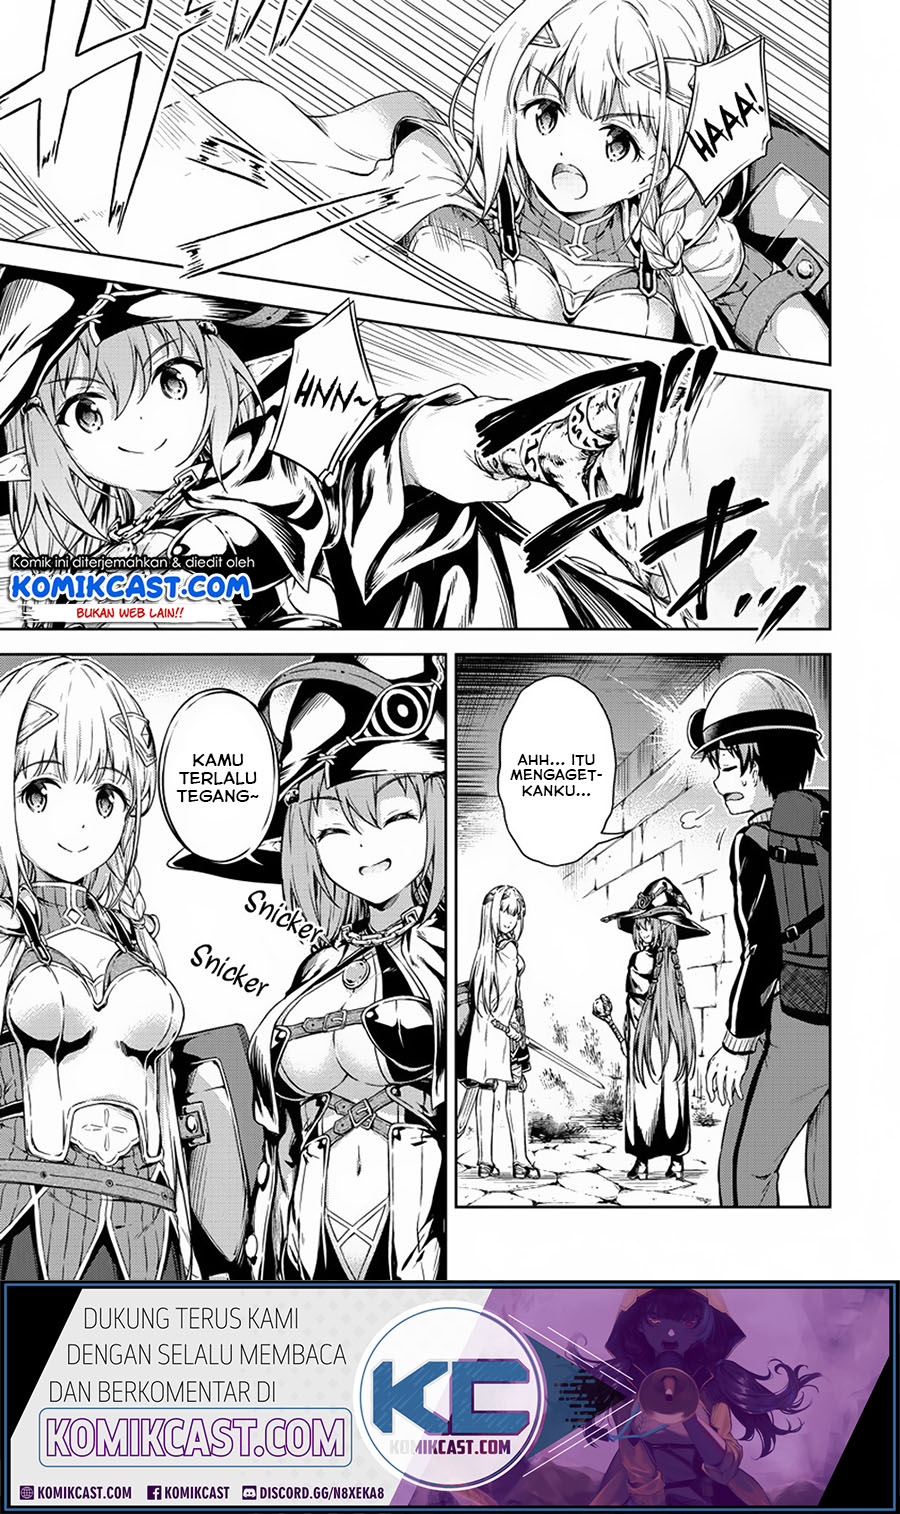 HAAA!
HNN~
Komik ini diterjemahkan & diedit oleh
KOMIKCAST.COM
BUKAN WEB LAIN!!
AHH... ITU
MENGAGET-
KANKU...
KAMU
TERLALU
TEGANG~
Snickers
Snicker
DUKUNG TERUS KAMI
DENGAN SELALU MEMBACA
DAN BERKOMENTAR DI
KOMIKCAST.COM
KC
KOMIKCAST.COM
KOMIKCAST.COM
KOMIKCAST
DISCORD.GG/N8XEKA8